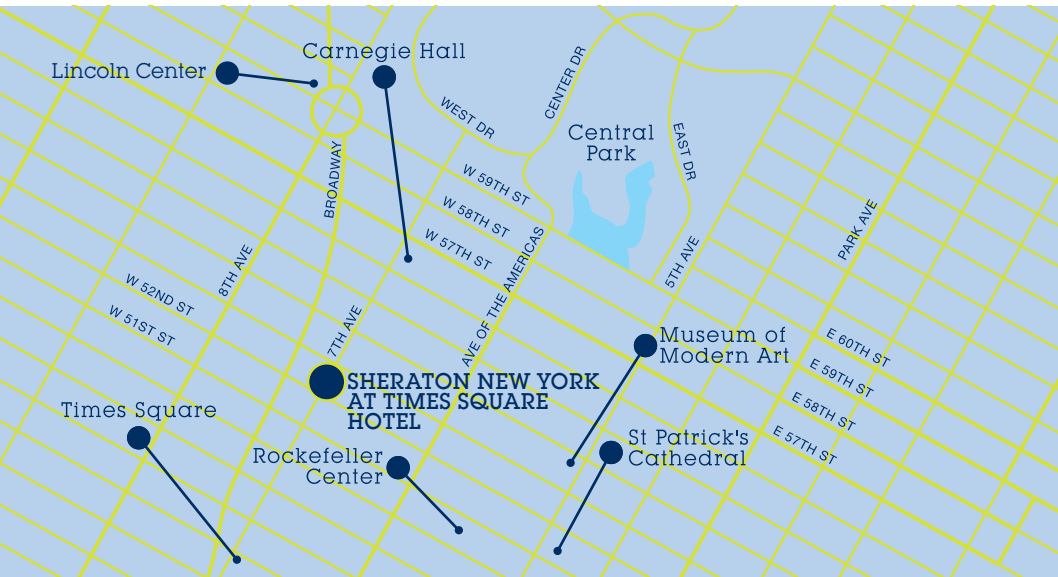 Carnegie Hall
Lincoln Center
WEST DR
CENTER DR
Central
Park
EAST DR
BROADWAY
W 59TH ST
W 58TH ST
W 57TH ST
AVE OF THE AMERICAS
5TH AVE
PARK AVE
8TH AVE
W 52ND ST
W 51ST ST
7TH AVE
Museum of
Modern Art
E 60TH ST
E 59TH ST
E 58TH ST
E 57TH ST
SHERATON NEW YORK
AT TIMES SQUARE
HOTEL
Times Square
Rockefeller
Center
St Patrick's
Cathedral